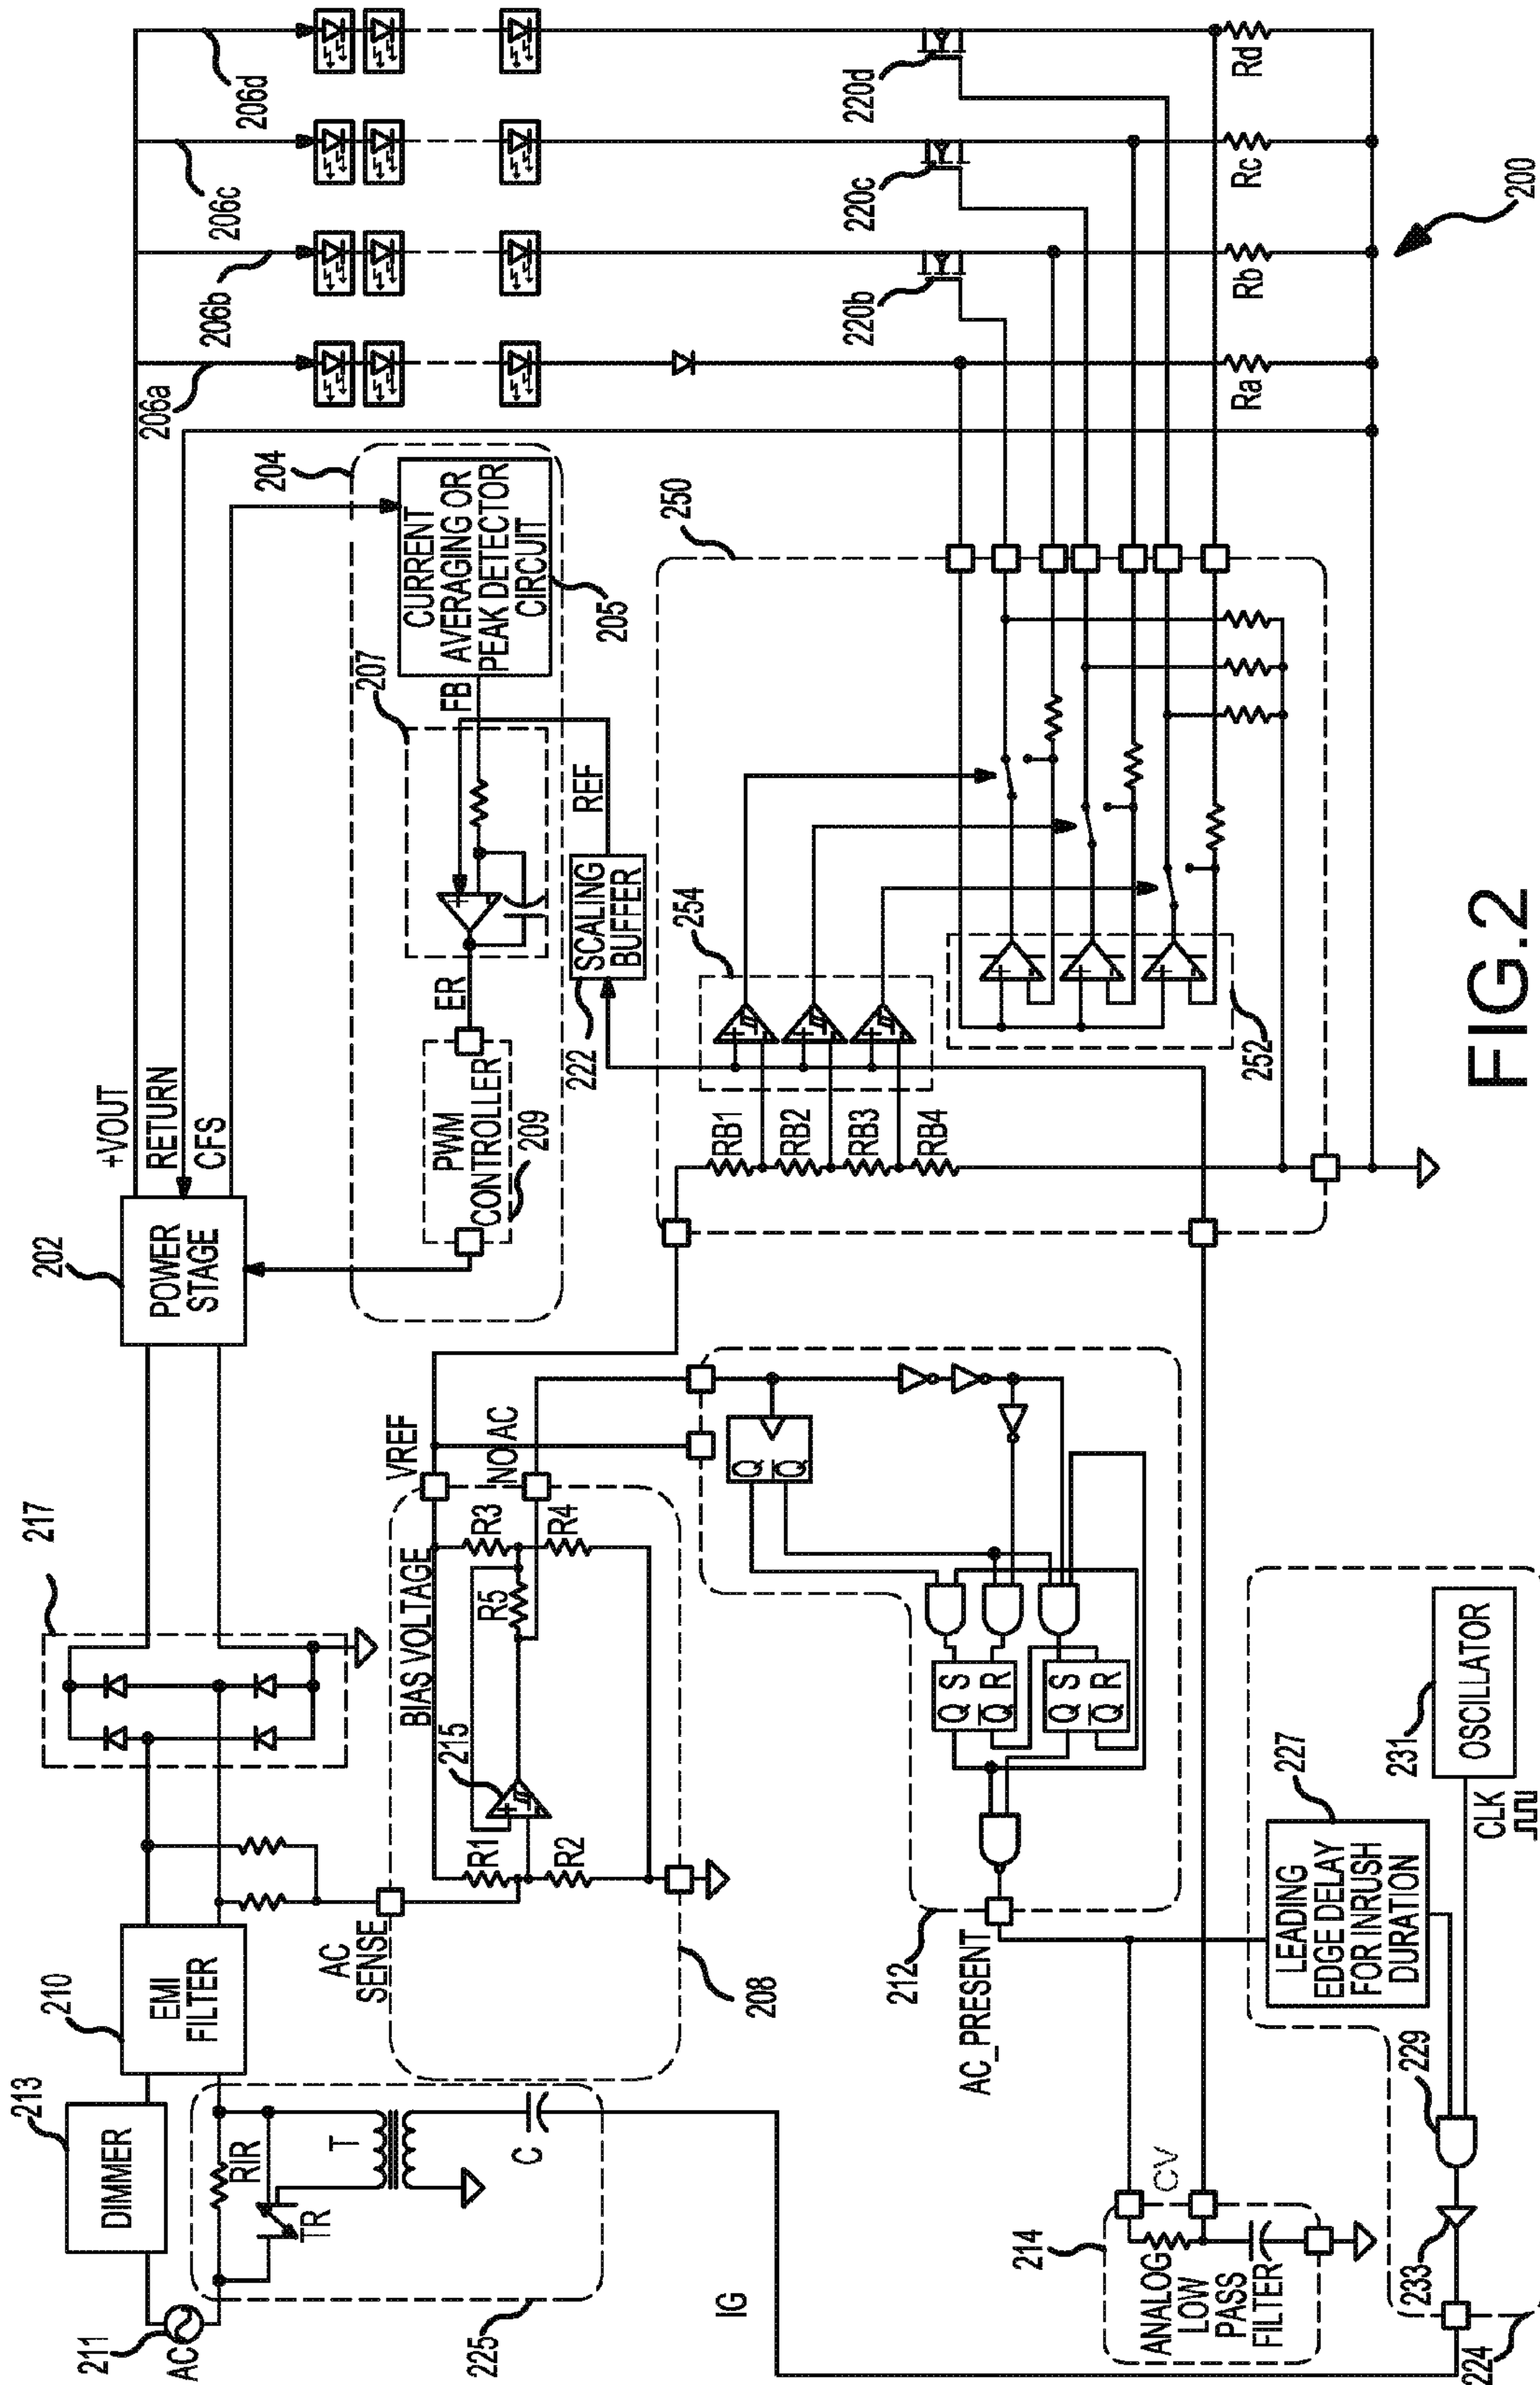 211
AC
213
DIMMER
RIR
TR
T
C
225
IG
210
EMI
FILTER
AC
SENSE
217
BIAS VOLTAGE
215
R1
R2
R3
R4
R5
VREF
NO AC
208
202
POWER
STAGE
+VOUT
RETURN
CFS
204
CURRENT
AVERAGING OR
PEAK DETECTOR
CIRCUIT
205
207
FB
ER
REF
PWM
CONTROLLER
209
SCALING
BUFFER
222
206a
206b
206c
206d
220b
220c
220d
Ra
Rb
Rc
Rd
200
250
254
252
RB1
RB2
RB3
RB4
212
Q
Q
Q S
Q R
Q S
Q R
AC_PRESENT
214
CV
ANALOG
LOW
PASS
FILTER
227
LEADING
EDGE DELAY
FOR INRUSH
DURATION
231
OSCILLATOR
CLK
229
233
224
FIG.2